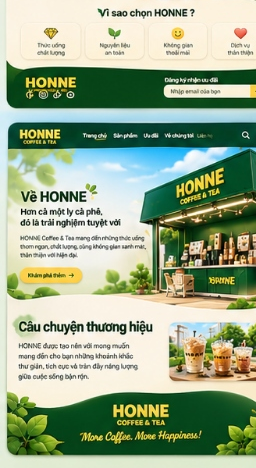 Vì sao chọn HONNE ?
Thức uống
chất lượng
Nguyên liệu
an toàn
Không gian
thoải mái
Dịch vụ
thân thiện
HONNE
Đăng ký nhận ưu đãi
Nhập email của bạn
HONNE
COFFEE & TEA
Trang chủ
Sản phẩm
Ưu đãi
Về chúng tôi
Liên hệ
Về HONNE
Hơn cả một ly cà phê,
đó là trải nghiệm tuyệt vời
HONNE Coffee & Tea mang đến những thức uống
thơm ngon, chất lượng, cùng không gian xanh mát,
thân thiện với hiện đại.
Khám phá thêm →
HONNE
COFFEE & TEA
Câu chuyện thương hiệu
HONNE được tạo nên với mong muốn
mang đến cho bạn những khoảnh khắc
thư giãn, tích cực và tràn đầy năng lượng
giữa cuộc sống bận rộn.
HONNE
COFFEE & TEA
More Coffee. More Happiness!